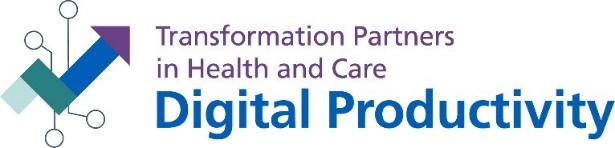 Transformation Partners
in Health and Care
Digital Productivity